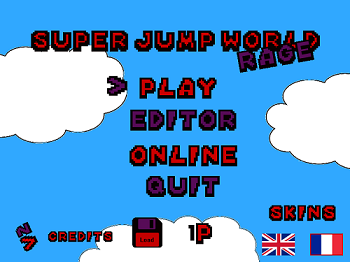 SUPER JUMP WORLD
RAGE
> PLAY
EDITOR
ONLINE
QUIT
SKINS
CREDITS
1P